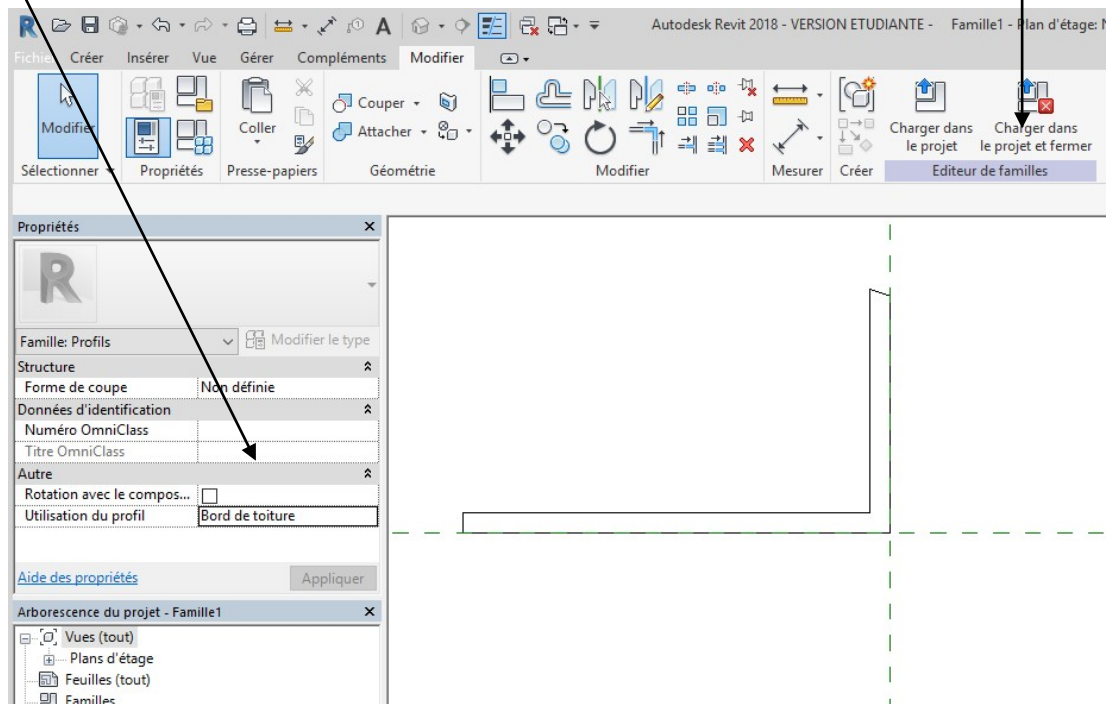 Autodesk Revit 2018 - VERSION ETUDIANTE - Famille1 - Plan d'étage: N
Fichier Créer Insérer Vue Gérer Compléments Modifier
Modifier
Coller
Couper
Attacher
Charger dans le projet
Charger dans le projet et fermer
Sélectionner Propriétés Presse-papiers Géométrie Modifier Mesurer Créer Editeur de familles
Propriétés
Famille: Profils Modifier le type
Structure
Forme de coupe Non définie
Données d'identification
Numéro OmniClass
Titre OmniClass
Autre
Rotation avec le compos...
Utilisation du profil Bord de toiture
Aide des propriétés Appliquer
Arborescence du projet - Famille1
Vues (tout)
Plans d'étage
Feuilles (tout)
Familles